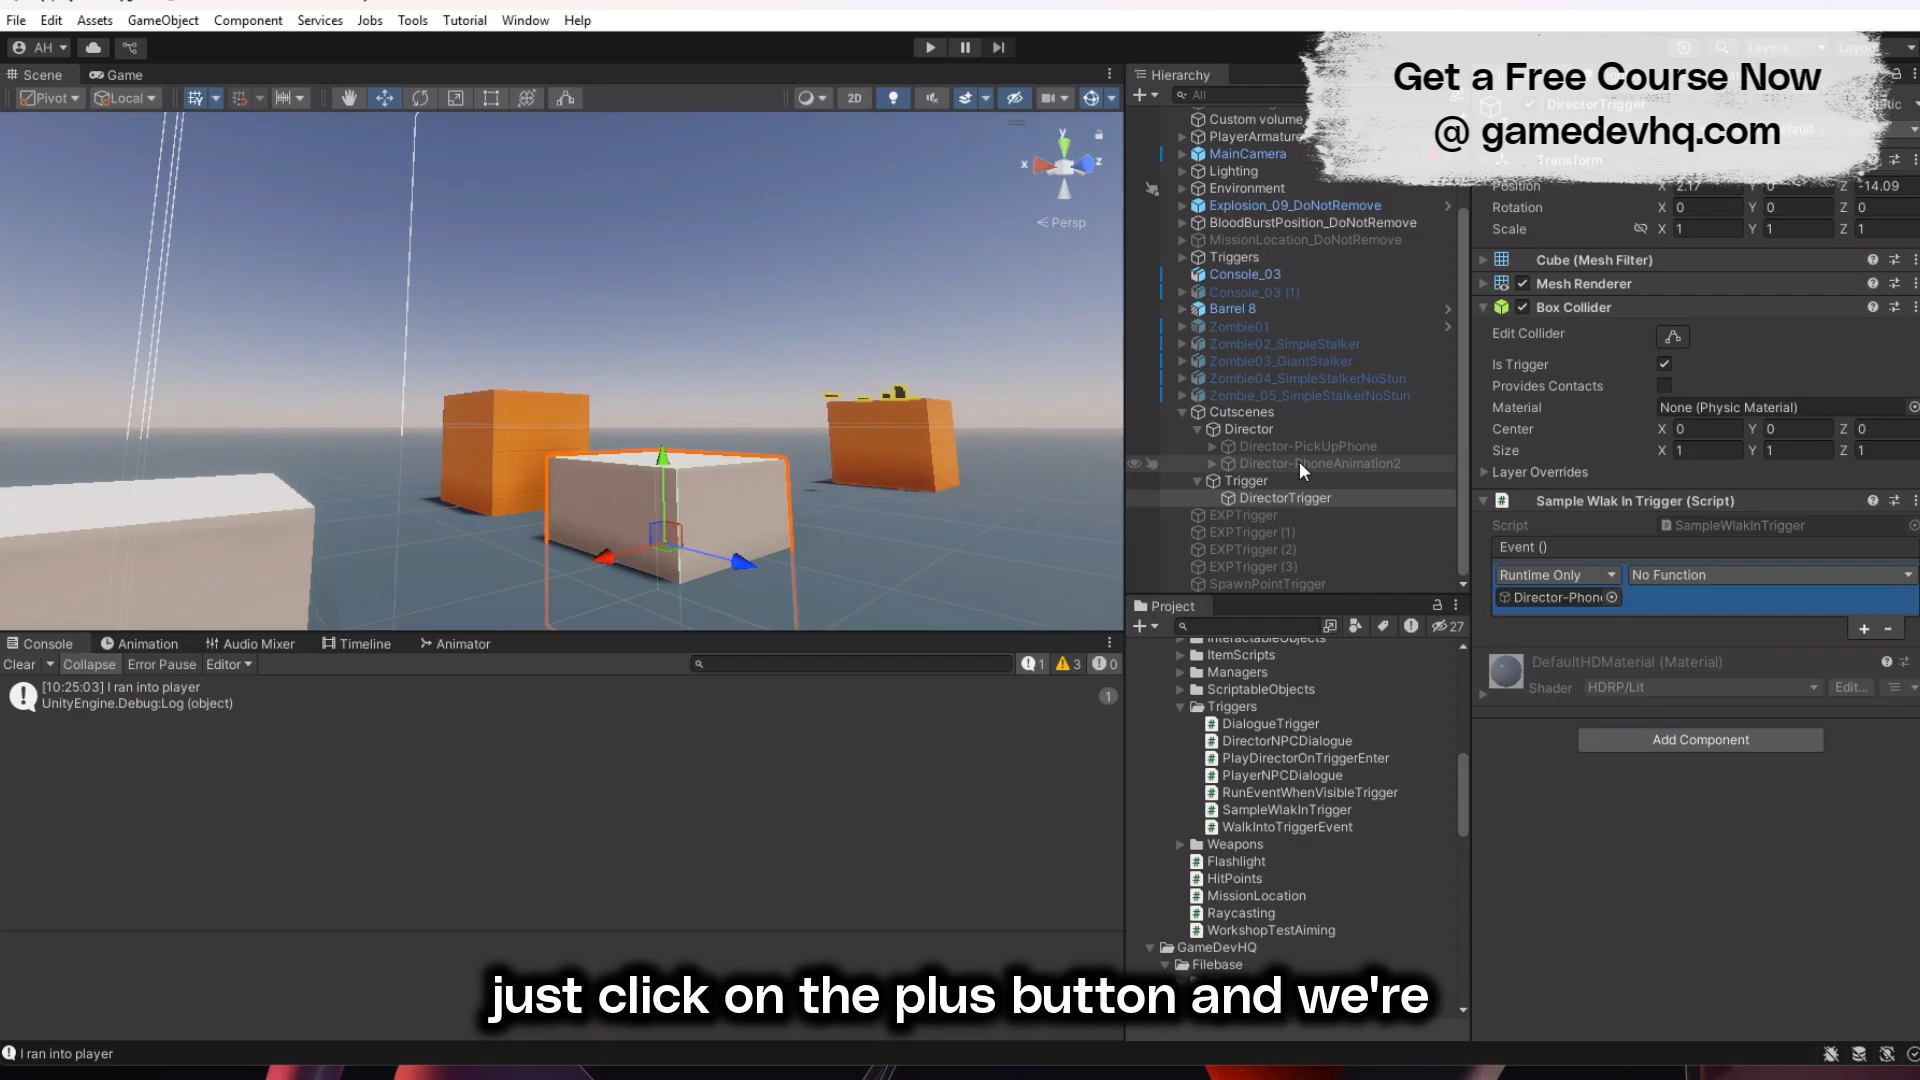 File Edit Assets GameObject Component Services Jobs Tools Tutorial Window Help
AH
Layers
Scene Game
Pivot Local
2D
y
x
z
Persp
Hierarchy
All
Custom volume
PlayerArmature
MainCamera
Lighting
Environment
Explosion_09_DoNotRemove
BloodBurstPosition_DoNotRemove
MissionLocation_DoNotRemove
Triggers
Console_03
Console_03 (1)
Barrel 8
Zombie01
Zombie02_SimpleStalker
Zombie03_GiantStalker
Zombie04_SimpleStalkerNoStun
Zombie_05_SimpleStalkerNoStun
Cutscenes
Director
Director-PickUpPhone
Director-PhoneAnimation2
Trigger
DirectorTrigger
EXPTrigger
EXPTrigger (1)
EXPTrigger (2)
EXPTrigger (3)
SpawnPointTrigger
Get a Free Course Now
@ gamedevhq.com
DirectorTrigger
Transform
Position X 2.17 Y 0 Z -14.09
Rotation X 0 Y 0 Z 0
Scale X 1 Y 1 Z 1
Cube (Mesh Filter)
Mesh Renderer
Box Collider
Edit Collider
Is Trigger
Provides Contacts
Material None (Physic Material)
Center X 0 Y 0 Z 0
Size X 1 Y 1 Z 1
Layer Overrides
Sample Wlak In Trigger (Script)
Script SampleWlakInTrigger
Event ()
Runtime Only No Function
Director-Phon
DefaultHDMaterial (Material)
Shader HDRP/Lit Edit...
Add Component
Project
27
InteractableObjects
ItemScripts
Managers
ScriptableObjects
Triggers
DialogueTrigger
DirectorNPCDialogue
PlayDirectorOnTriggerEnter
PlayerNPCDialogue
RunEventWhenVisibleTrigger
SampleWlakInTrigger
WalkIntoTriggerEvent
Weapons
Flashlight
HitPoints
MissionLocation
Raycasting
WorkshopTestAiming
GameDevHQ
Filebase
Console Animation Audio Mixer Timeline Animator
Clear Collapse Error Pause Editor
1 3 0
[10:25:03] I ran into player
UnityEngine.Debug:Log (object)
1
just click on the plus button and we're
I ran into player